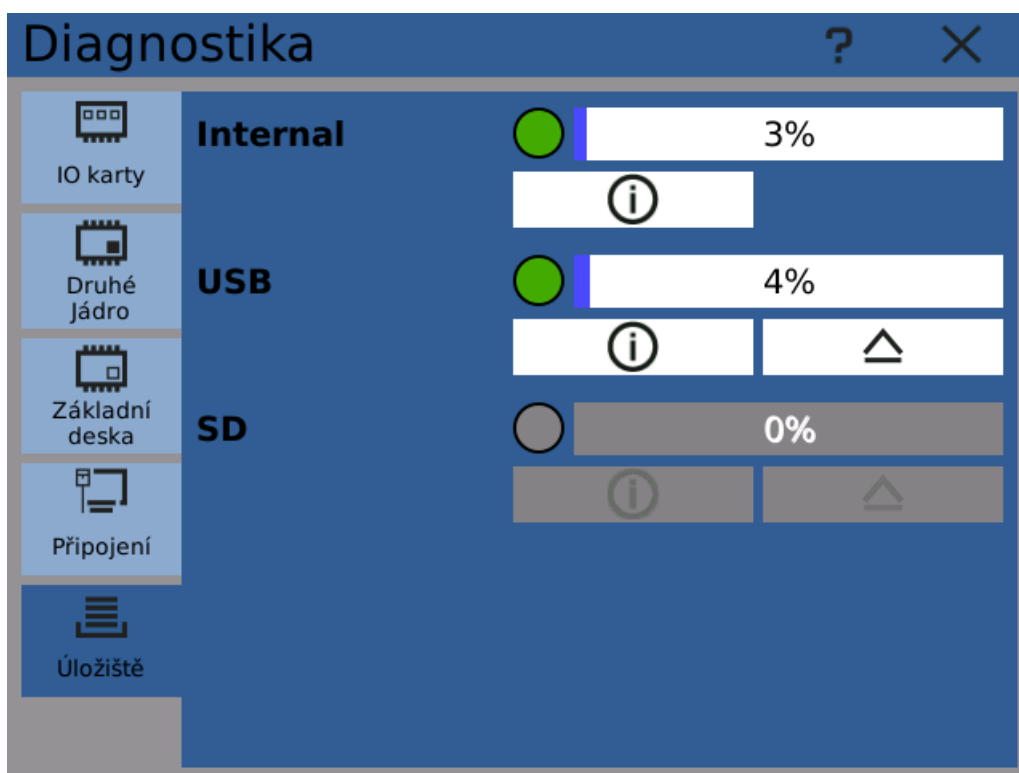 Diagnostika
?
IO karty
Druhé
Jádro
Základní
deska
Připojení
Úložiště
Internal
3%
USB
4%
SD
0%